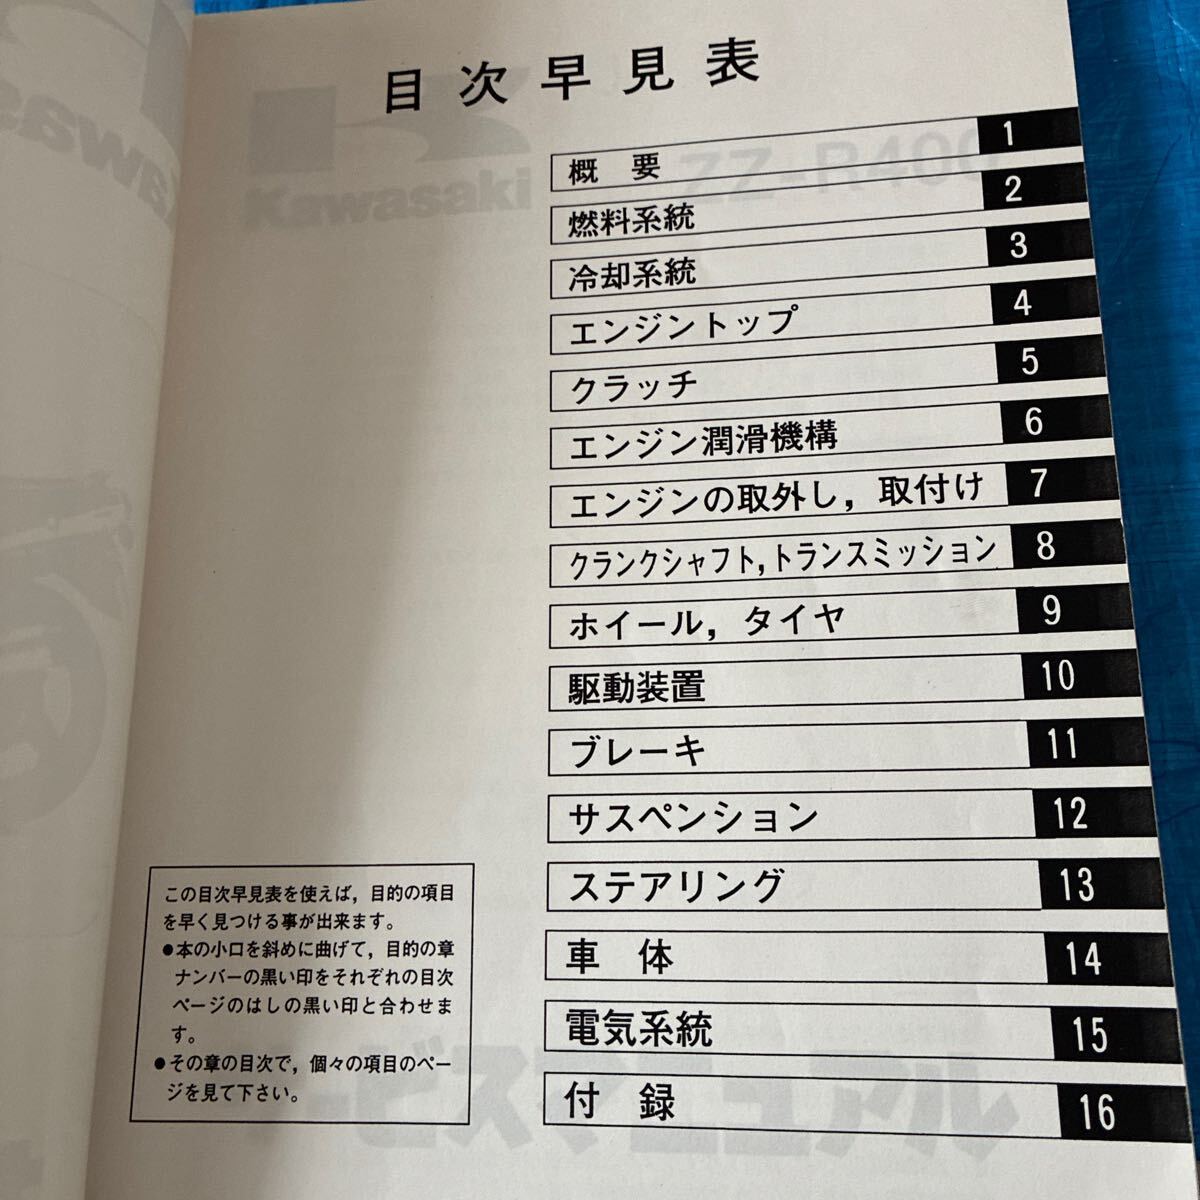 目次早見表
Kawasaki
ZZ-R400
概 要 1
燃料系統 2
冷却系統 3
エンジントップ 4
クラッチ 5
エンジン潤滑機構 6
エンジンの取外し，取付け 7
クランクシャフト,トランスミッション 8
ホイール，タイヤ 9
駆動装置 10
ブレーキ 11
サスペンション 12
ステアリング 13
車 体 14
電気系統 15
付 録 16
この目次早見表を使えば，目的の項目
を早く見つける事が出来ます。
●本の小口を斜めに曲げて，目的の章
ナンバーの黒い印をそれぞれの目次
ページのはしの黒い印と合わせま
す。
●その章の目次で，個々の項目のペー
ジを見て下さい。